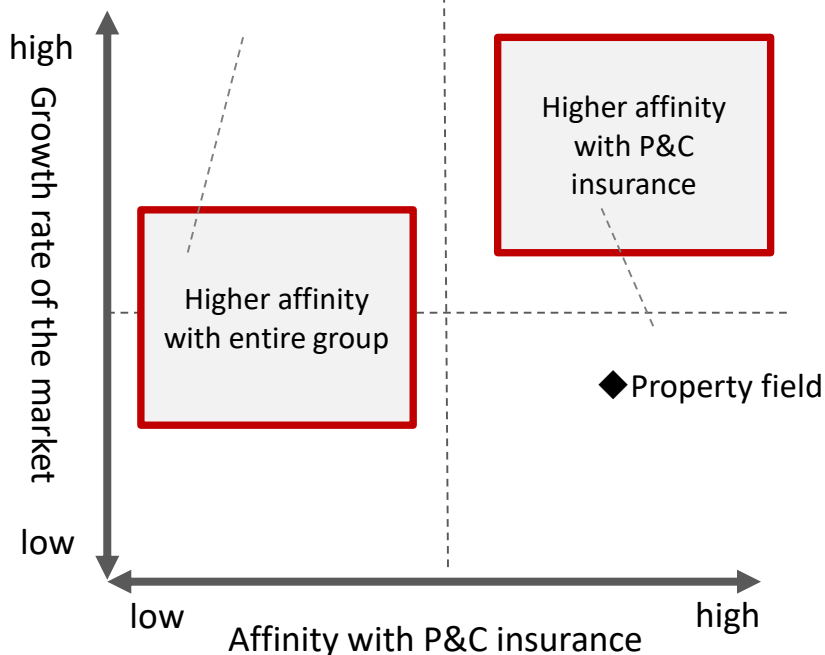 high
Growth rate of the market
low
Higher affinity
with P&C
insurance
Higher affinity
with entire group
◆Property field
low
high
Affinity with P&C insurance